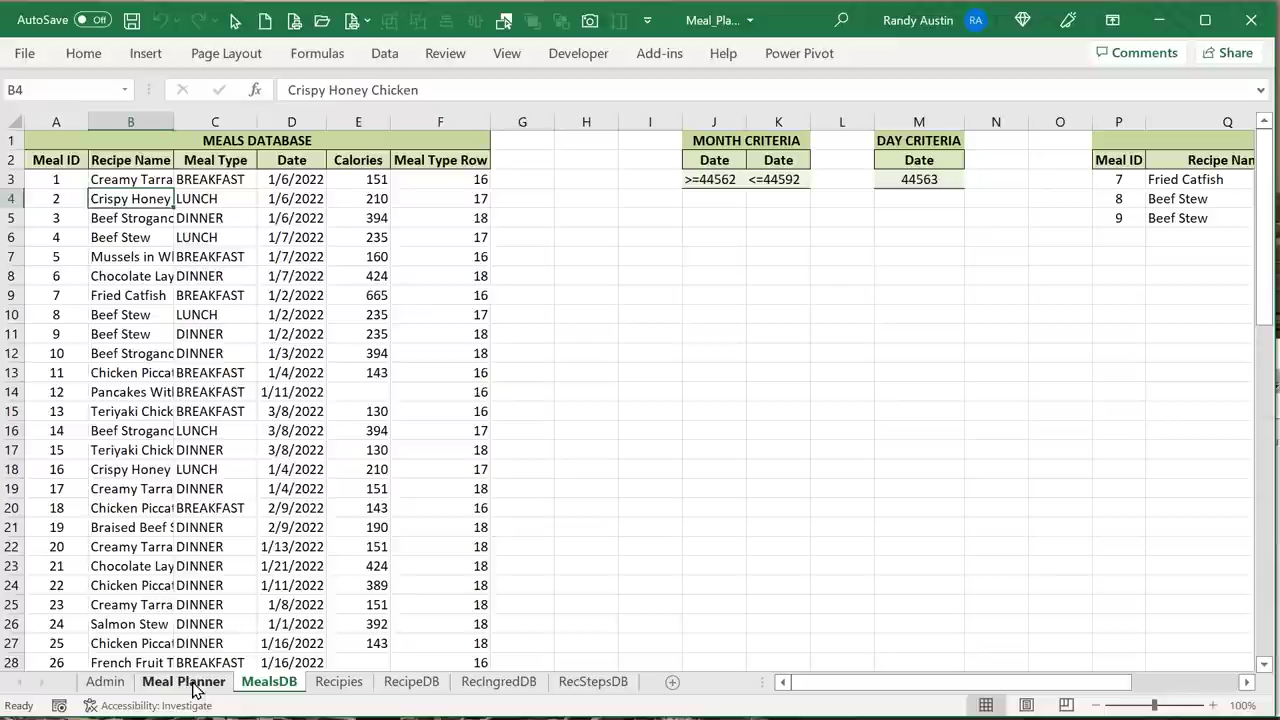 AutoSave Off Meal_Pla... Randy Austin RA
File Home Insert Page Layout Formulas Data Review View Developer Add-ins Help Power Pivot Comments Share
B4 fx Crispy Honey Chicken
A B C D E F G H I J K L M N O P Q
1 MEALS DATABASE MONTH CRITERIA DAY CRITERIA
2 Meal ID Recipe Name Meal Type Date Calories Meal Type Row Date Date Date Meal ID Recipe Nan
3 1 Creamy Tarra BREAKFAST 1/6/2022 151 16 >=44562 <=44592 44563 7 Fried Catfish
4 2 Crispy Honey LUNCH 1/6/2022 210 17 8 Beef Stew
5 3 Beef Stroganc DINNER 1/6/2022 394 18 9 Beef Stew
6 4 Beef Stew LUNCH 1/7/2022 235 17
7 5 Mussels in Wl BREAKFAST 1/7/2022 160 16
8 6 Chocolate Lay DINNER 1/7/2022 424 18
9 7 Fried Catfish BREAKFAST 1/2/2022 665 16
10 8 Beef Stew LUNCH 1/2/2022 235 17
11 9 Beef Stew DINNER 1/2/2022 235 18
12 10 Beef Stroganc DINNER 1/3/2022 394 18
13 11 Chicken Piccat BREAKFAST 1/4/2022 143 16
14 12 Pancakes Wit BREAKFAST 1/11/2022 16
15 13 Teriyaki Chick BREAKFAST 3/8/2022 130 16
16 14 Beef Stroganc LUNCH 3/8/2022 394 17
17 15 Teriyaki Chick DINNER 3/8/2022 130 18
18 16 Crispy Honey LUNCH 1/4/2022 210 17
19 17 Creamy Tarra DINNER 1/4/2022 151 18
20 18 Chicken Piccat BREAKFAST 2/9/2022 143 16
21 19 Braised Beef S DINNER 2/9/2022 190 18
22 20 Creamy Tarra DINNER 1/13/2022 151 18
23 21 Chocolate Lay DINNER 1/21/2022 424 18
24 22 Chicken Piccat DINNER 1/11/2022 389 18
25 23 Creamy Tarra DINNER 1/8/2022 151 18
26 24 Salmon Stew DINNER 1/1/2022 392 18
27 25 Chicken Piccat DINNER 1/16/2022 143 18
28 26 French Fruit T BREAKFAST 1/16/2022 16
Admin Meal Planner MealsDB Recipies RecipeDB RecIngredDB RecStepsDB
Ready Accessibility: Investigate 100%